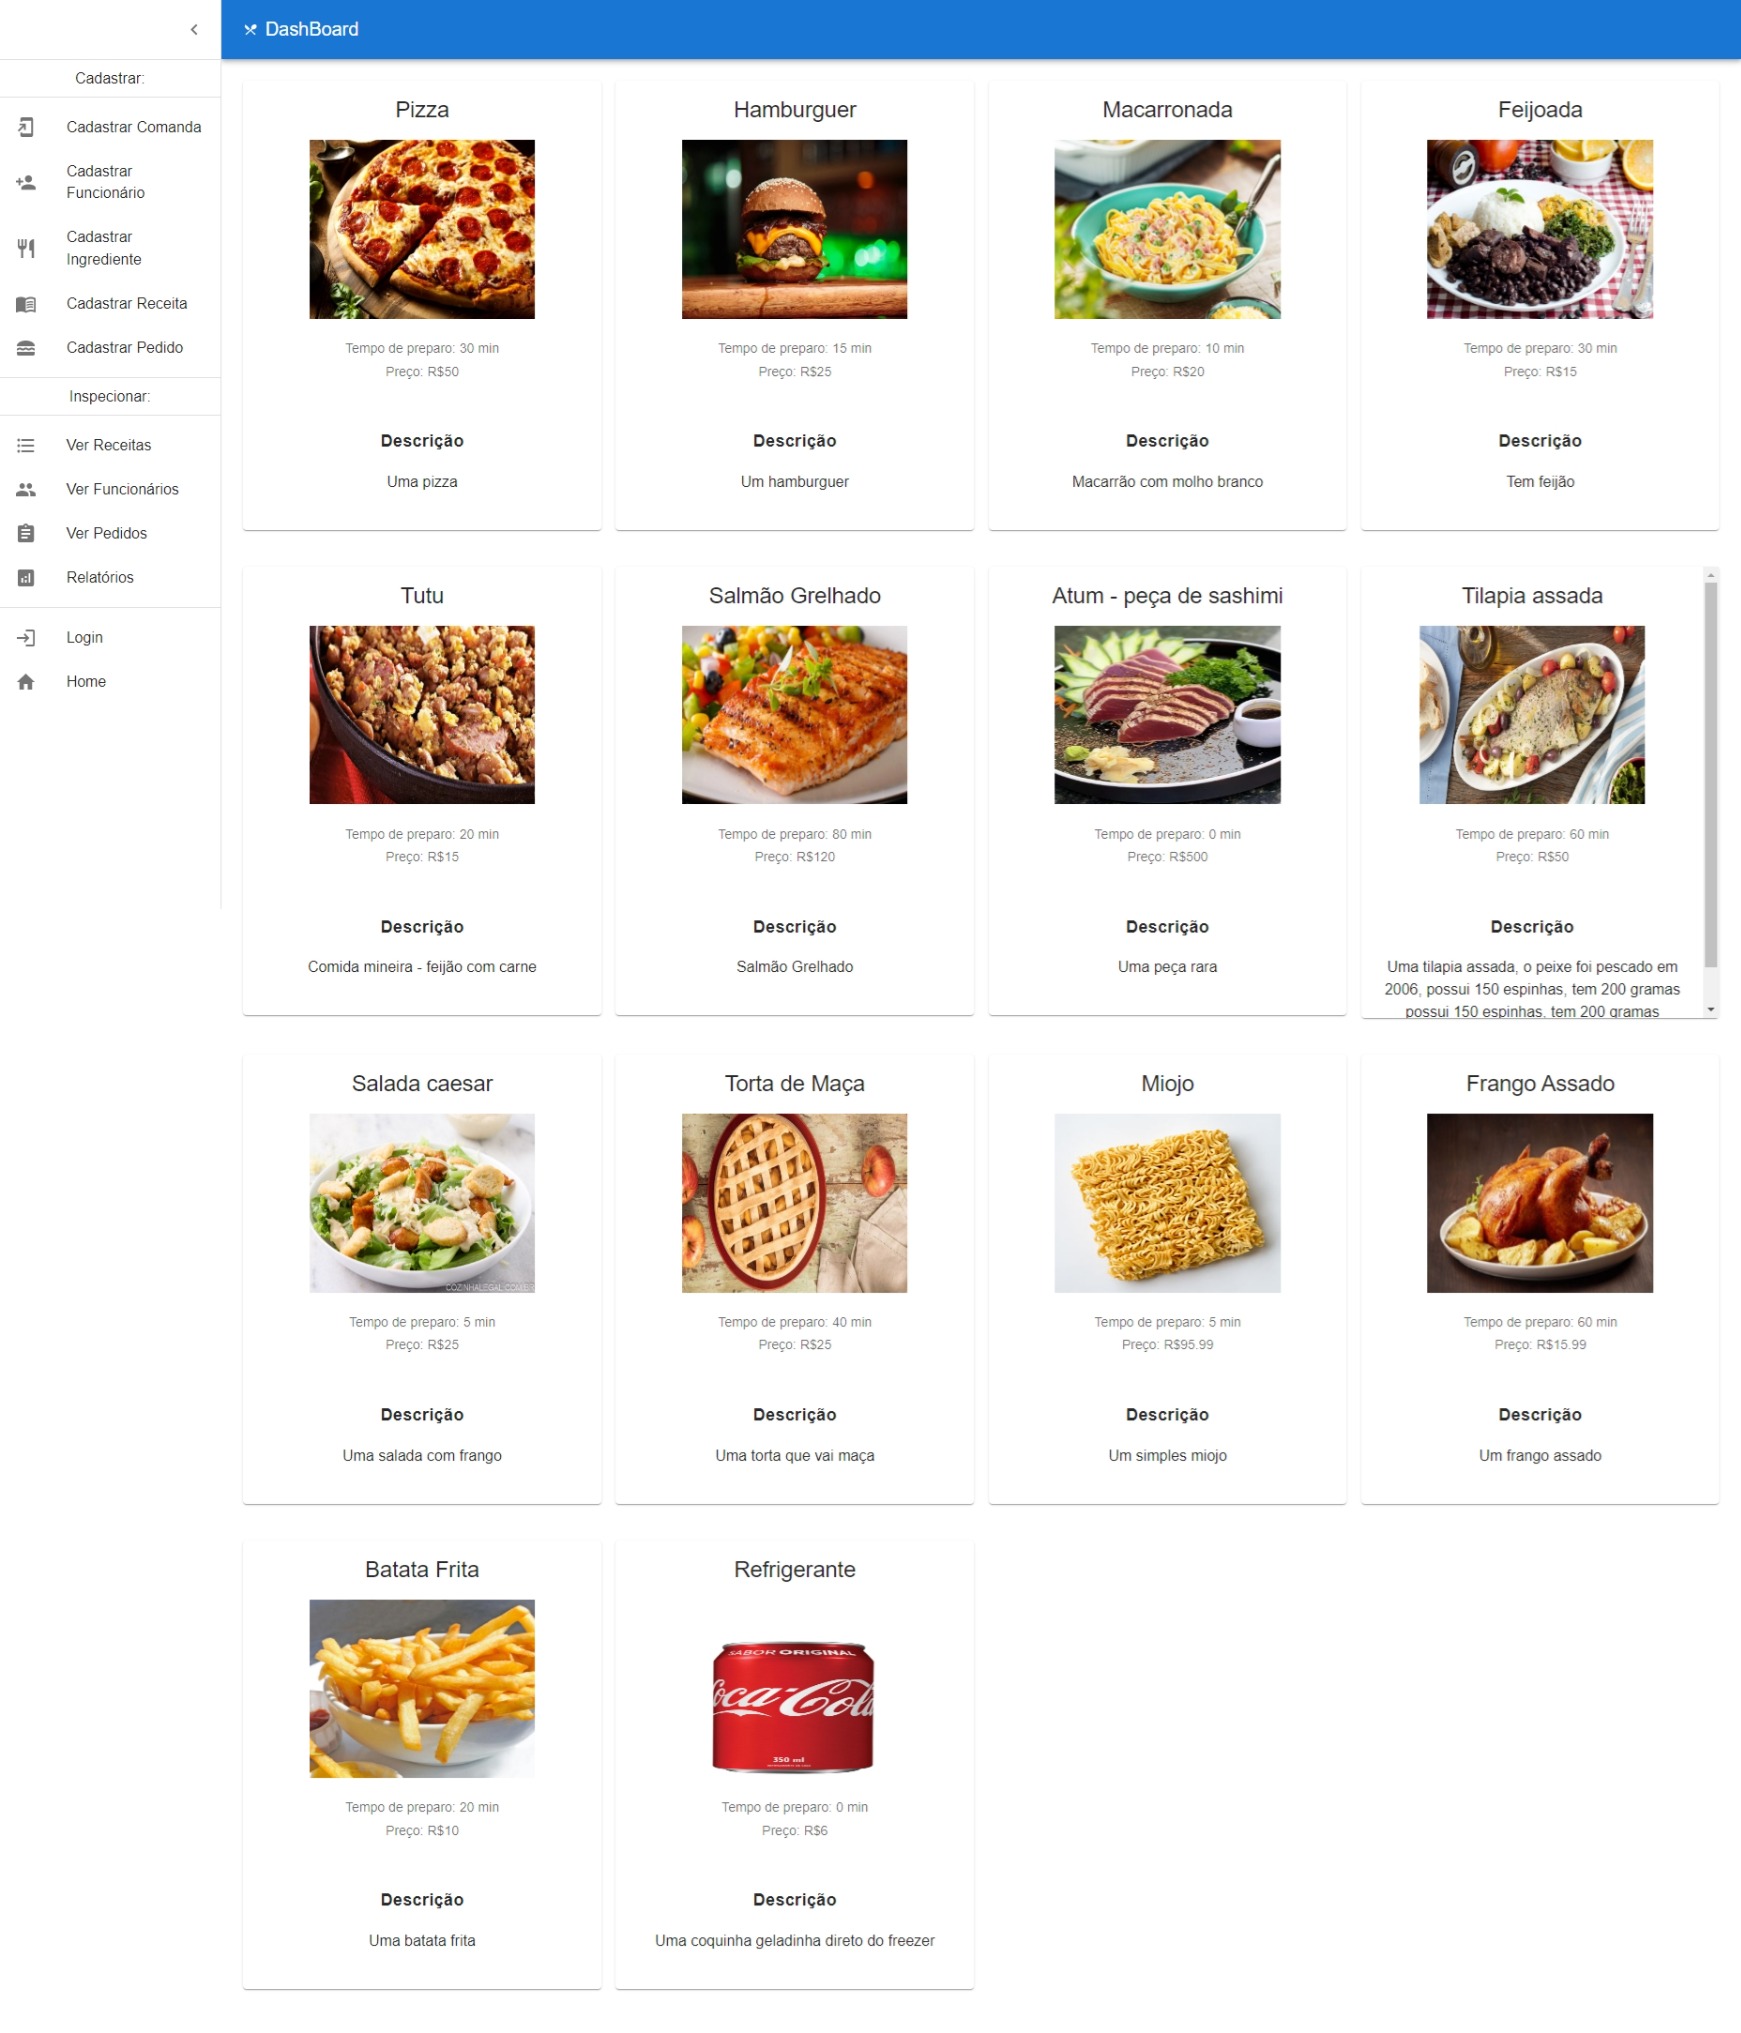 DashBoard
Cadastrar:
Cadastrar Comanda
Cadastrar
Funcionário
Cadastrar
Ingrediente
Cadastrar Receita
Cadastrar Pedido
Inspecionar:
Ver Receitas
Ver Funcionários
Ver Pedidos
Relatórios
Login
Home
Pizza
Tempo de preparo: 30 min
Preço: R$50
Descrição
Uma pizza
Hamburguer
Tempo de preparo: 15 min
Preço: R$25
Descrição
Um hamburguer
Macarronada
Tempo de preparo: 10 min
Preço: R$20
Descrição
Macarrão com molho branco
Feijoada
Tempo de preparo: 30 min
Preço: R$15
Descrição
Tem feijão
Tutu
Tempo de preparo: 20 min
Preço: R$15
Descrição
Comida mineira - feijão com carne
Salmão Grelhado
Tempo de preparo: 80 min
Preço: R$120
Descrição
Salmão Grelhado
Atum - peça de sashimi
Tempo de preparo: 0 min
Preço: R$500
Descrição
Uma peça rara
Tilapia assada
Tempo de preparo: 60 min
Preço: R$50
Descrição
Uma tilapia assada, o peixe foi pescado em
2006, possui 150 espinhas, tem 200 gramas
possui 150 espinhas, tem 200 gramas
Salada caesar
COZINHALEGAL.COM.BR
Tempo de preparo: 5 min
Preço: R$25
Descrição
Uma salada com frango
Torta de Maça
Tempo de preparo: 40 min
Preço: R$25
Descrição
Uma torta que vai maça
Miojo
Tempo de preparo: 5 min
Preço: R$95.99
Descrição
Um simples miojo
Frango Assado
Tempo de preparo: 60 min
Preço: R$15.99
Descrição
Um frango assado
Batata Frita
Tempo de preparo: 20 min
Preço: R$10
Descrição
Uma batata frita
Refrigerante
SABOR ORIGINAL
Coca-Cola
350 ml
Tempo de preparo: 0 min
Preço: R$6
Descrição
Uma coquinha geladinha direto do freezer